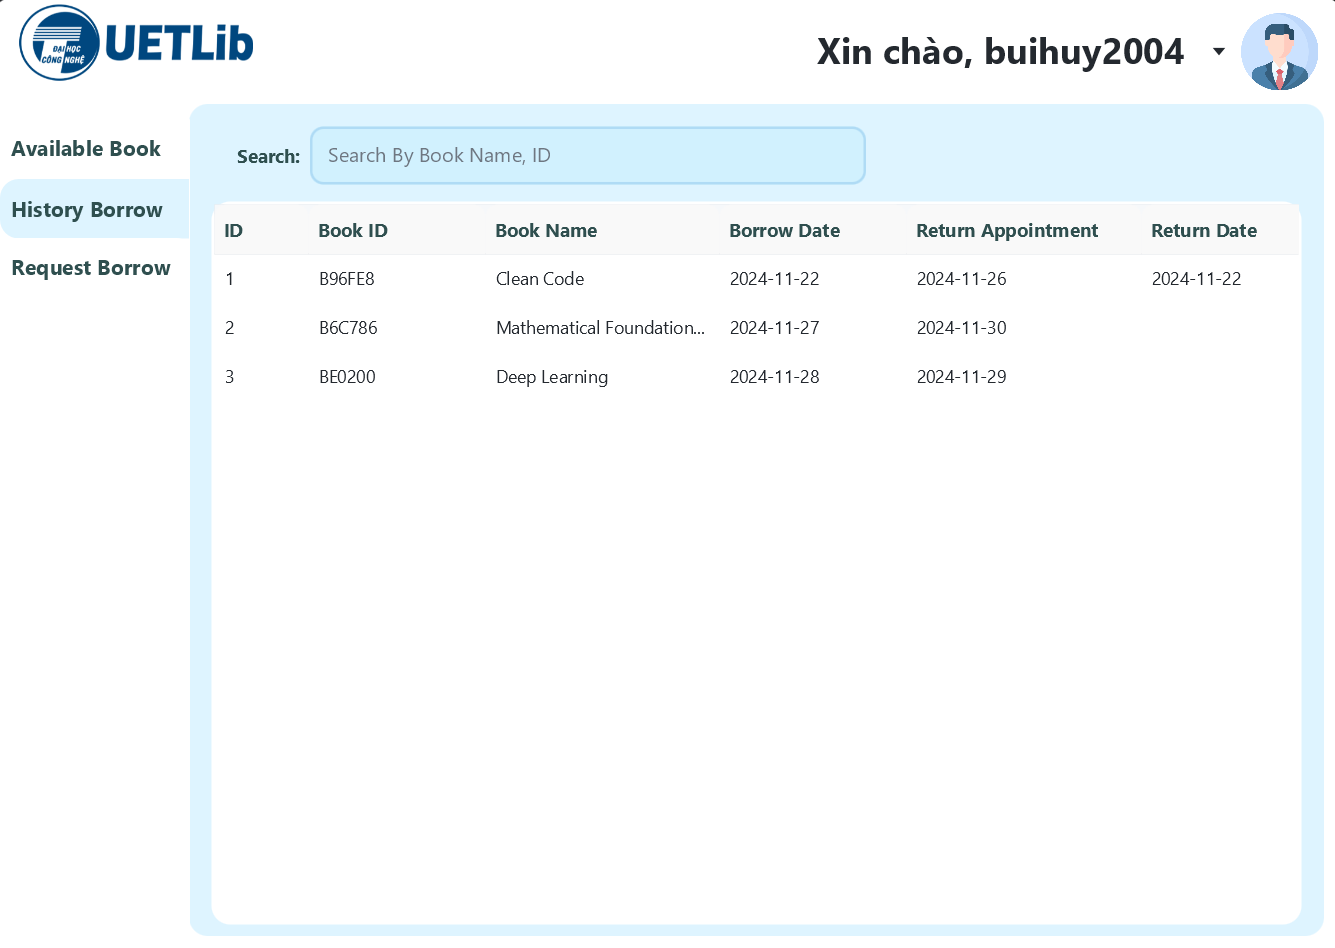 ĐẠI HỌC
CÔNG NGHỆ
UETLib
Xin chào, buihuy2004
Available Book
History Borrow
Request Borrow
Search: Search By Book Name, ID
ID Book ID Book Name Borrow Date Return Appointment Return Date
1 B96FE8 Clean Code 2024-11-22 2024-11-26 2024-11-22
2 B6C786 Mathematical Foundation... 2024-11-27 2024-11-30
3 BE0200 Deep Learning 2024-11-28 2024-11-29